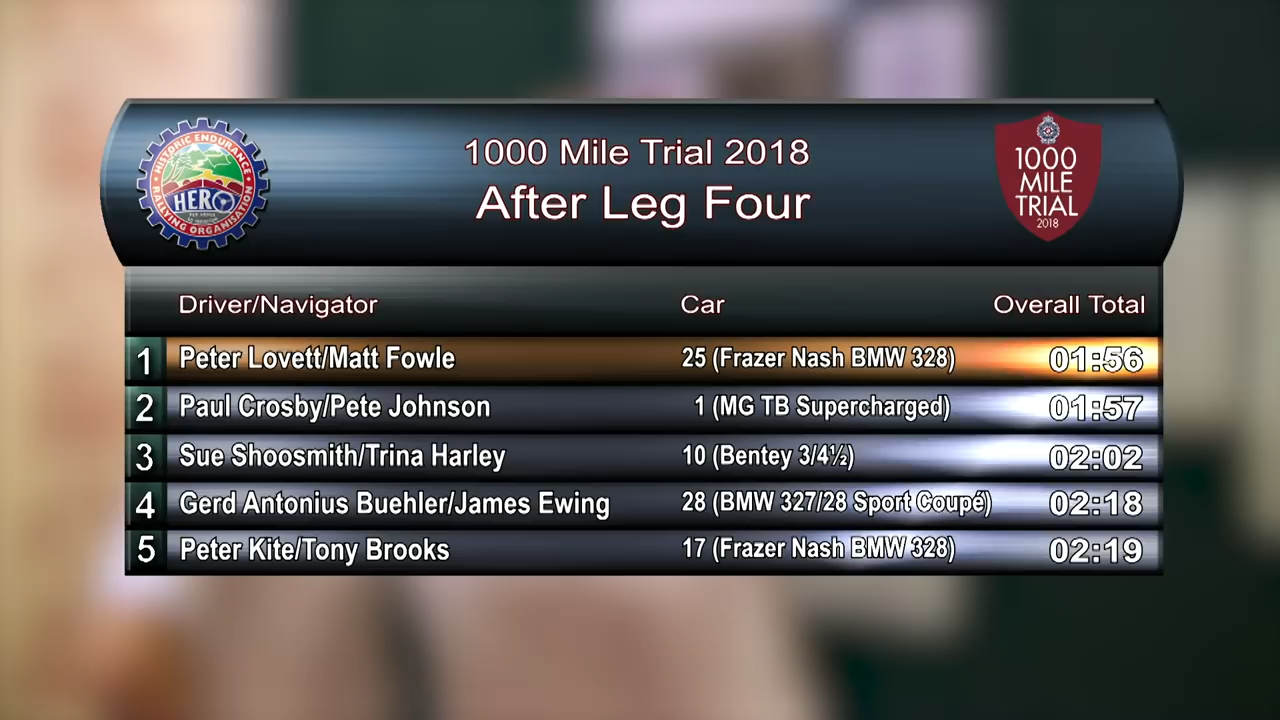 HISTORIC ENDURANCE
RALLYING ORGANISATION
HERO
1000 Mile Trial 2018
After Leg Four
1000
MILE
TRIAL
2018
Driver/Navigator Car Overall Total
1 Peter Lovett/Matt Fowle 25 (Frazer Nash BMW 328) 01:56
2 Paul Crosby/Pete Johnson 1 (MG TB Supercharged) 01:57
3 Sue Shoosmith/Trina Harley 10 (Bentey 3/4½) 02:02
4 Gerd Antonius Buehler/James Ewing 28 (BMW 327/28 Sport Coupé) 02:18
5 Peter Kite/Tony Brooks 17 (Frazer Nash BMW 328) 02:19